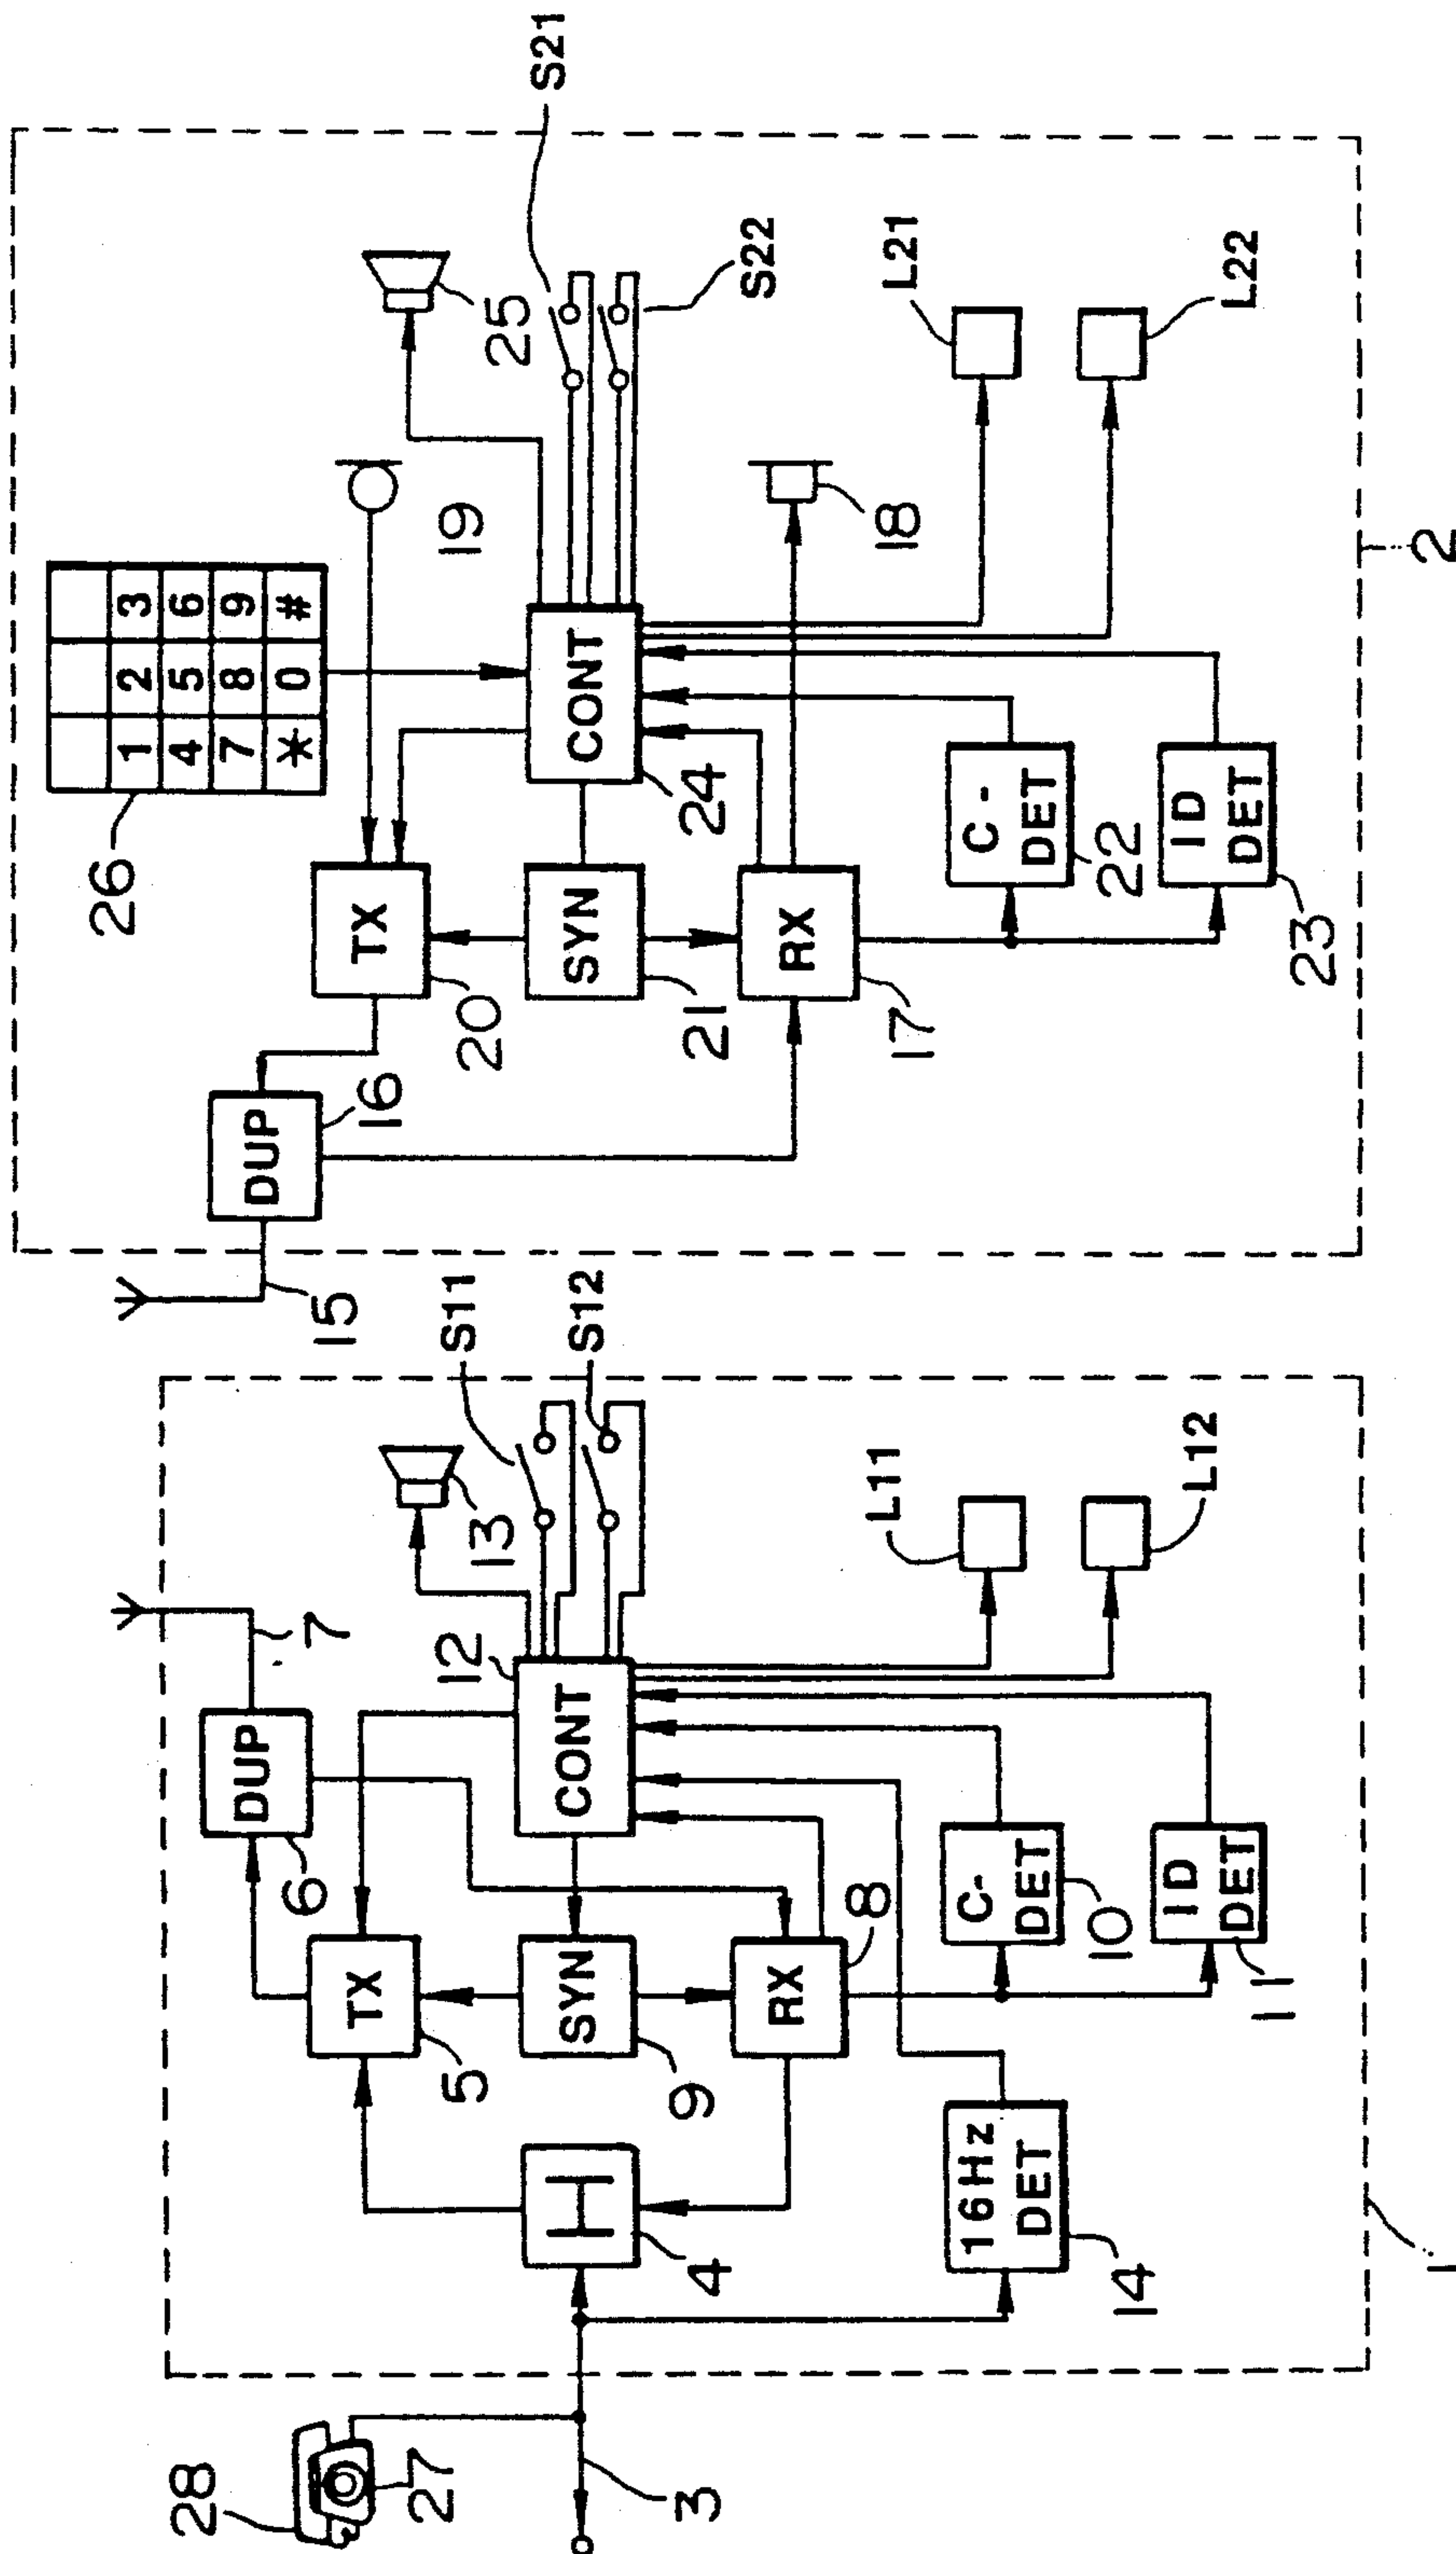 28
27
3
DUP
6
7
TX
5
H
4
SYN
9
CONT
12
13
S11
S12
RX
8
16Hz
DET
14
C-
DET
10
ID
DET
11
L11
L12
1
15
DUP
16
26
1 2 3
4 5 6
7 8 9
* 0 #
19
TX
20
SYN
21
CONT
24
25
S21
S22
RX
17
18
C-
DET
22
ID
DET
23
L21
L22
2